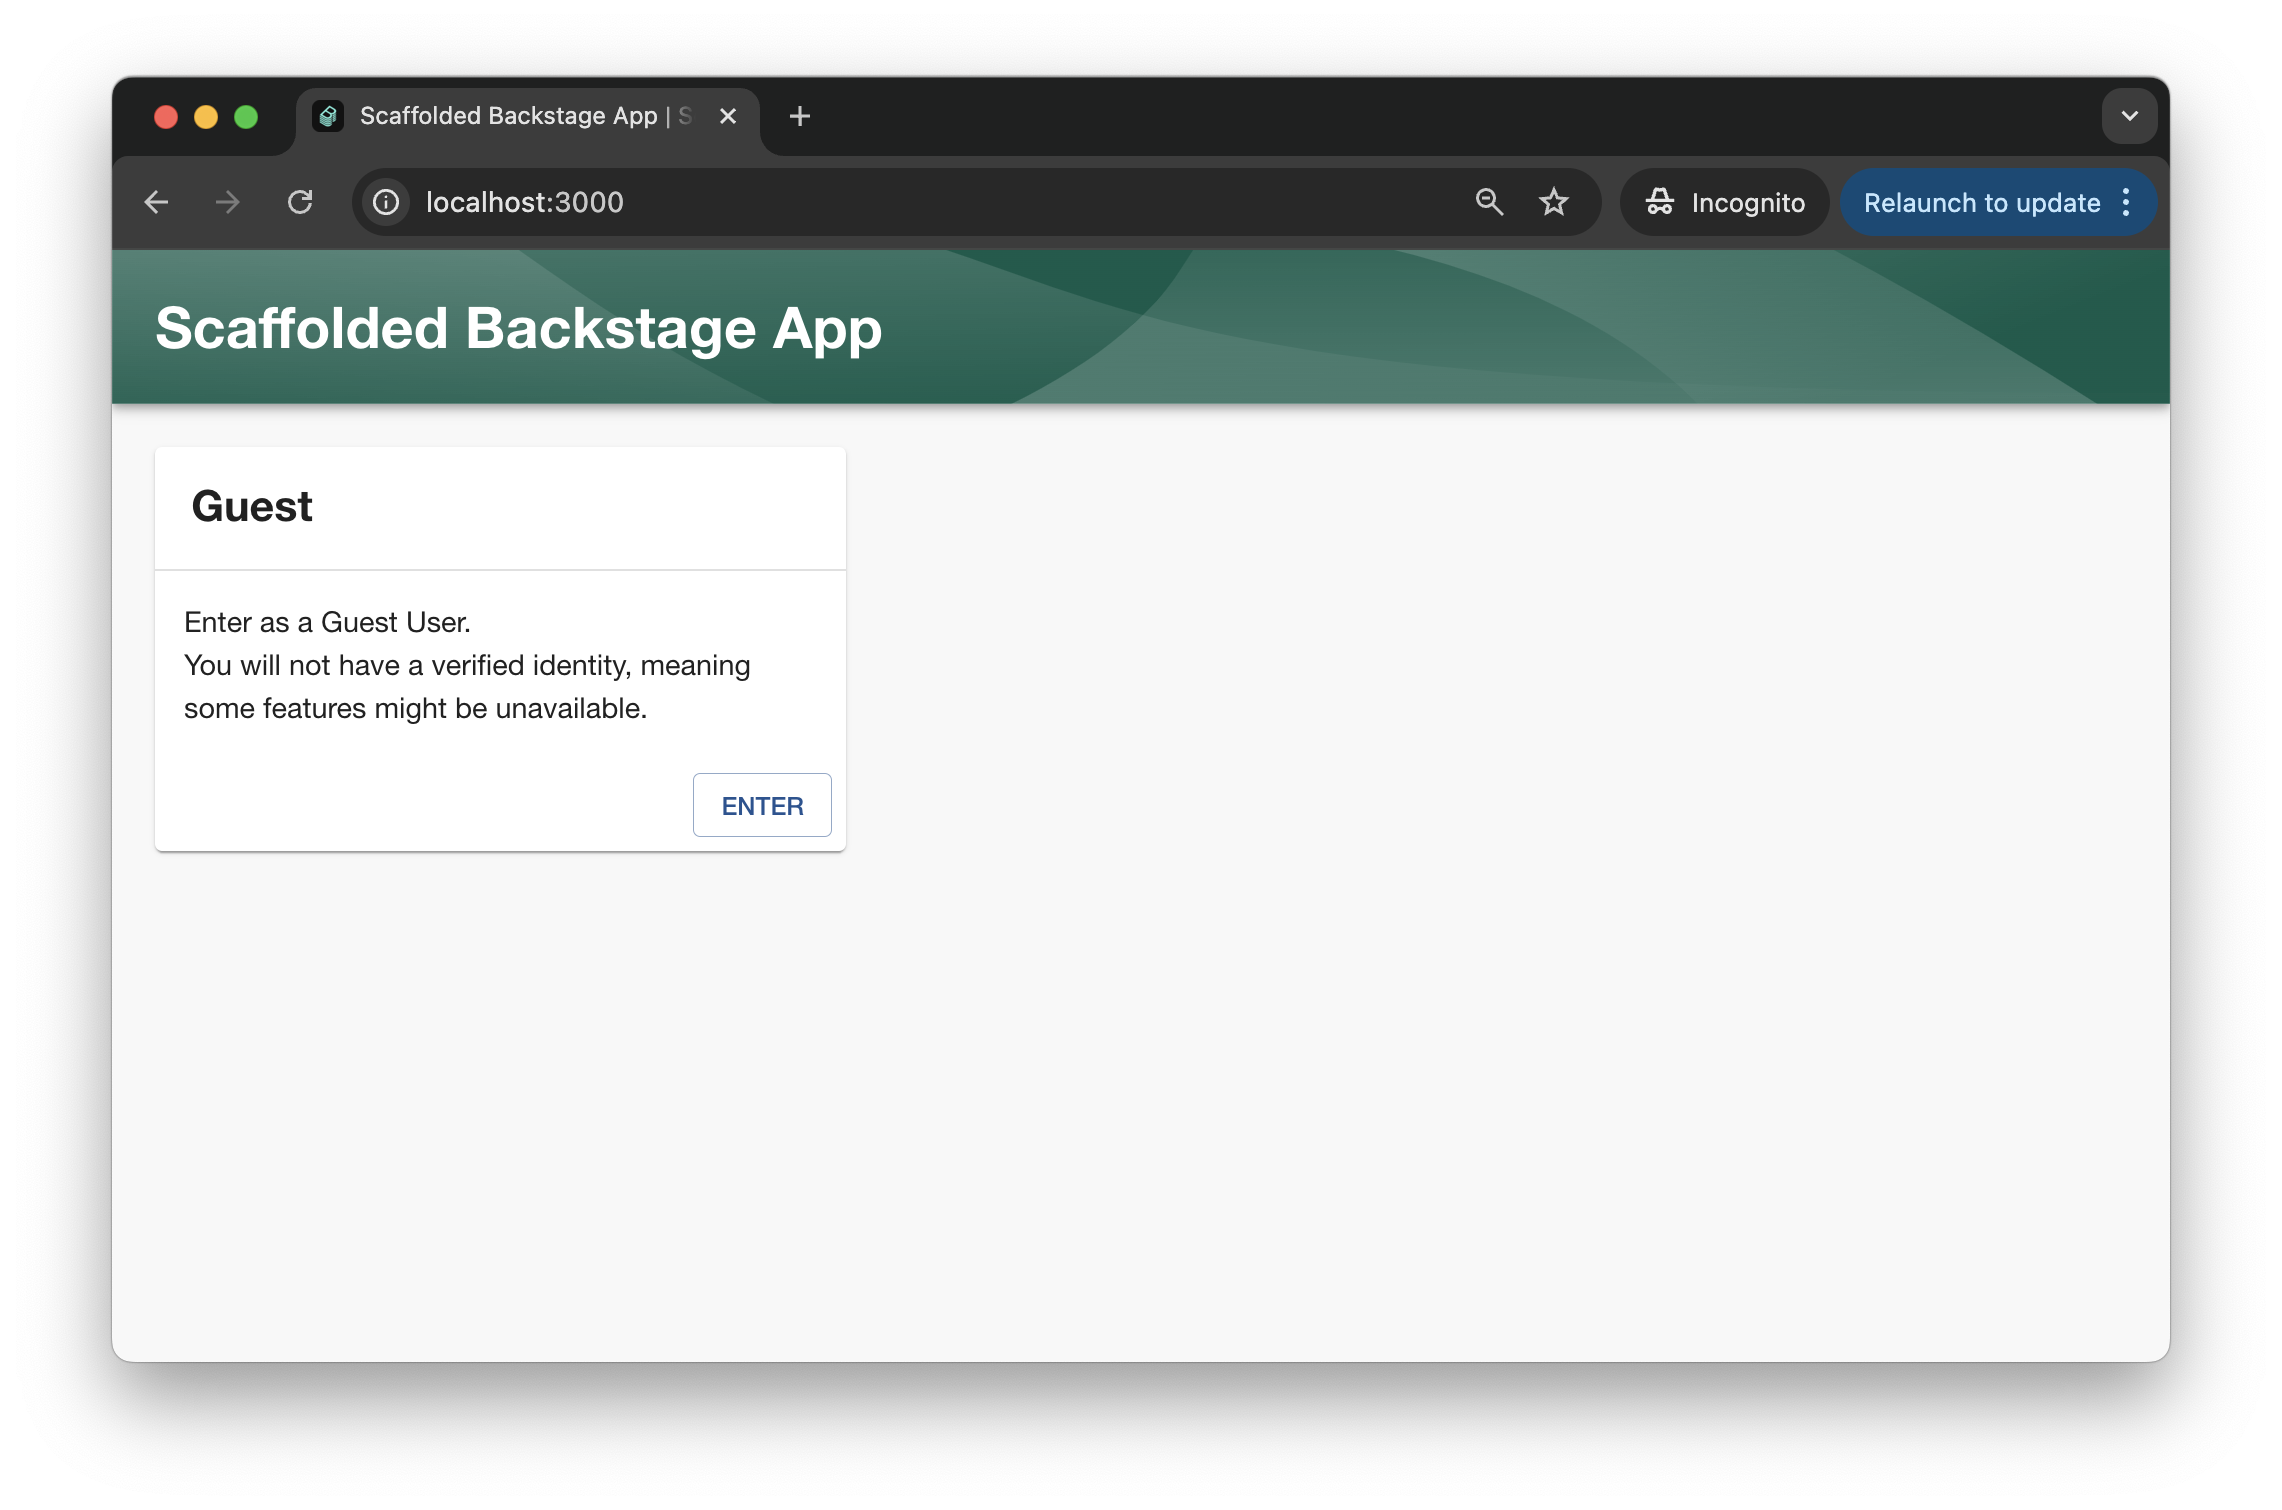 Scaffolded Backstage App | S
localhost:3000
Incognito
Relaunch to update
Scaffolded Backstage App
Guest
Enter as a Guest User.
You will not have a verified identity, meaning
some features might be unavailable.
ENTER